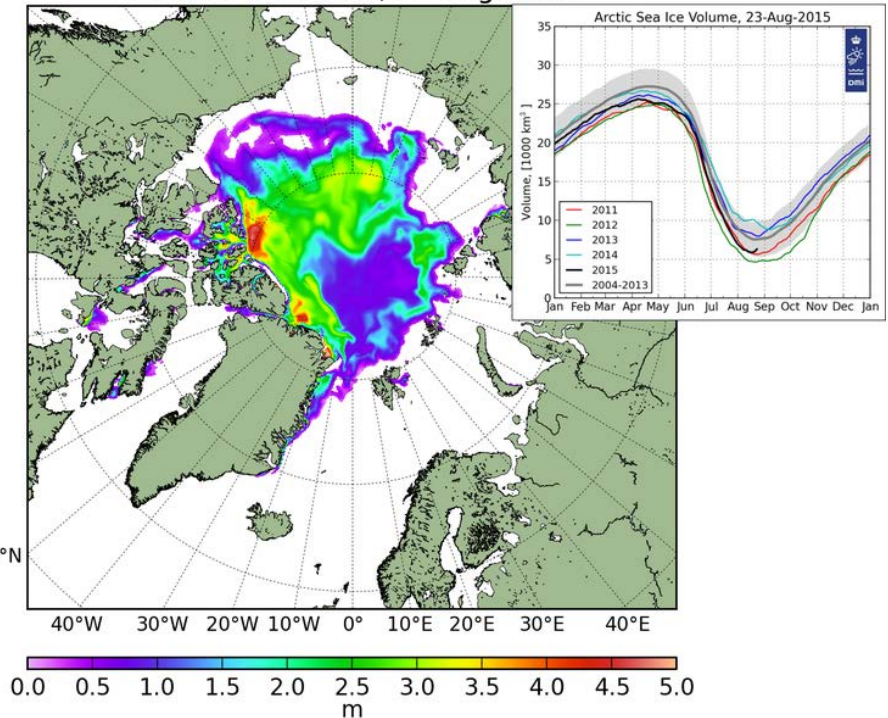 Arctic Sea Ice Volume, 23-Aug-2015
35
30
25
20
15
10
5
0
Volume, [1000 km³ ]
DMI
2011
2012
2013
2014
2015
2004-2013
Jan Feb Mar Apr May Jun Jul Aug Sep Oct Nov Dec Jan
°N
40°W 30°W 20°W 10°W 0° 10°E 20°E 30°E 40°E
0.0 0.5 1.0 1.5 2.0 2.5 3.0 3.5 4.0 4.5 5.0
m